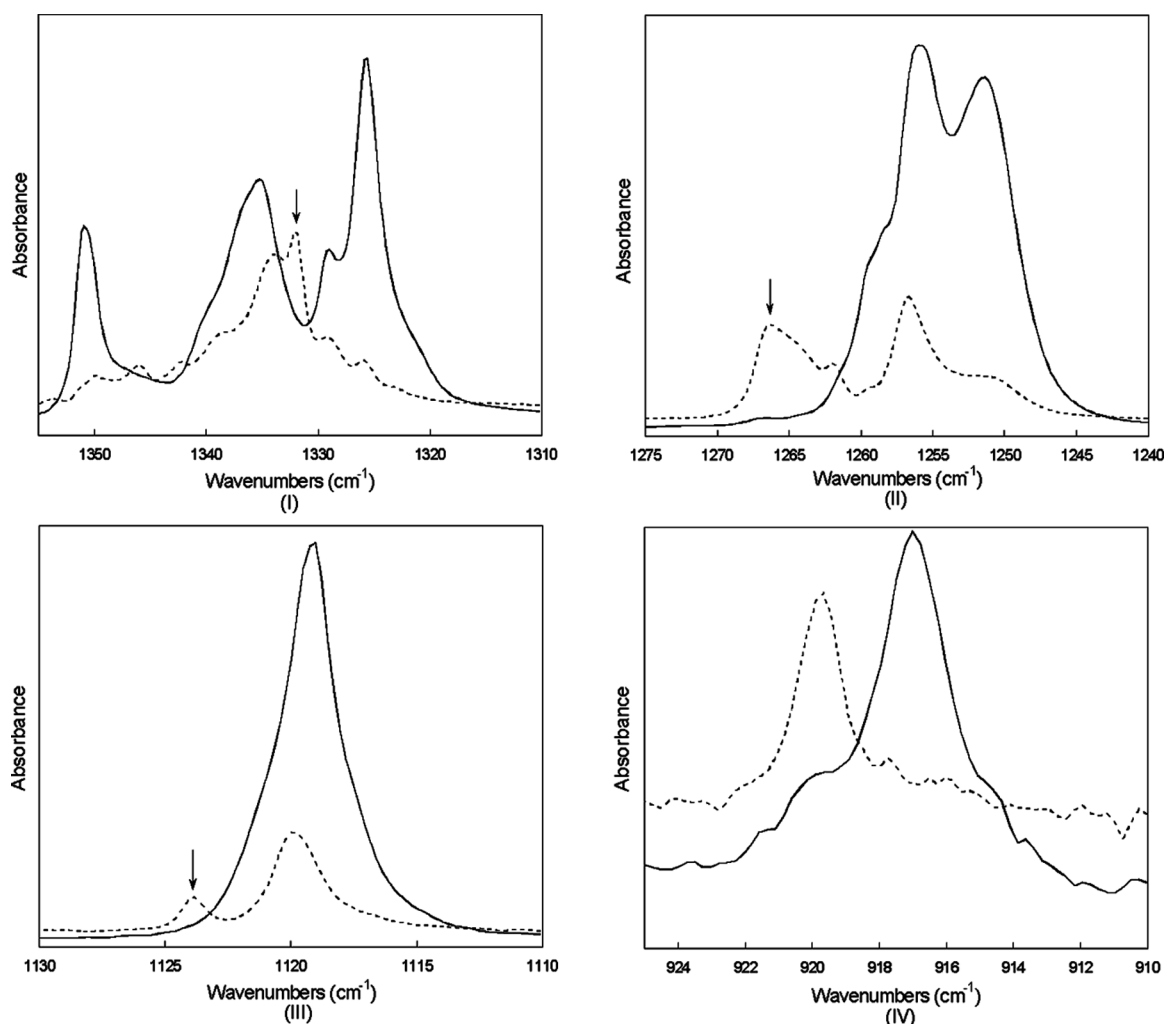 Absorbance
1350 1340 1330 1320 1310
Wavenumbers (cm-1)
(I)
Absorbance
1275 1270 1265 1260 1255 1250 1245 1240
Wavenumbers (cm-1)
(II)
Absorbance
1130 1125 1120 1115 1110
Wavenumbers (cm-1)
(III)
Absorbance
924 922 920 918 916 914 912 910
Wavenumbers (cm-1)
(IV)